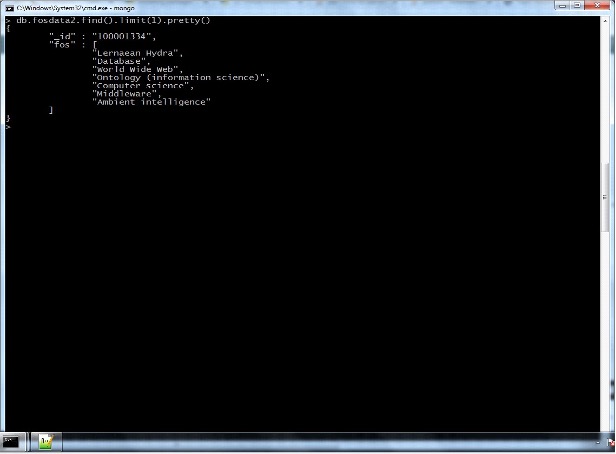 C:\Windows\System32\cmd.exe - mongo
> db.fosdata2.find().limit(1).pretty()
{
"_id" : "100001334",
"fos" : [
"Lernaean Hydra",
"Database",
"World Wide Web",
"Ontology (information science)",
"Computer science",
"Middleware",
"Ambient intelligence"
]
}
>